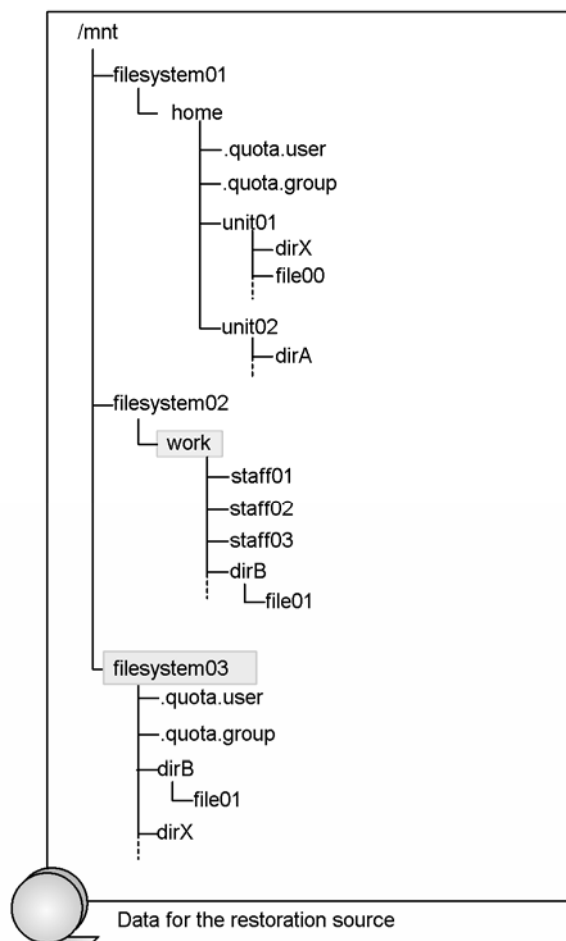 /mnt
filesystem01
home
.quota.user
.quota.group
unit01
dirX
file00
unit02
dirA
filesystem02
work
staff01
staff02
staff03
dirB
file01
filesystem03
.quota.user
.quota.group
dirB
file01
dirX
Data for the restoration source